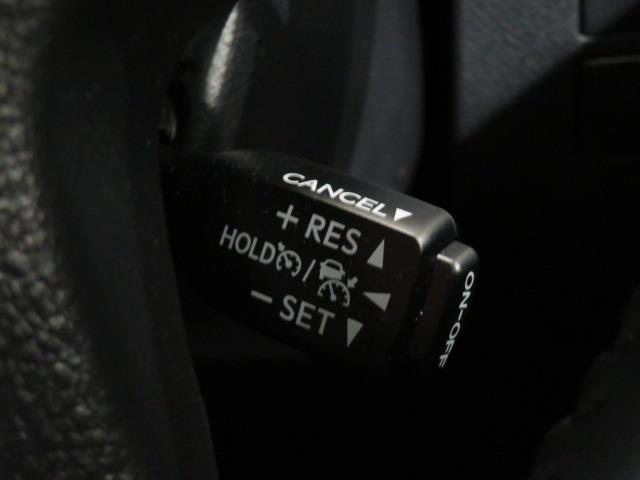 CANCEL▼
+ RES ▲
HOLD / ◀
− SET ▼
ON-OFF